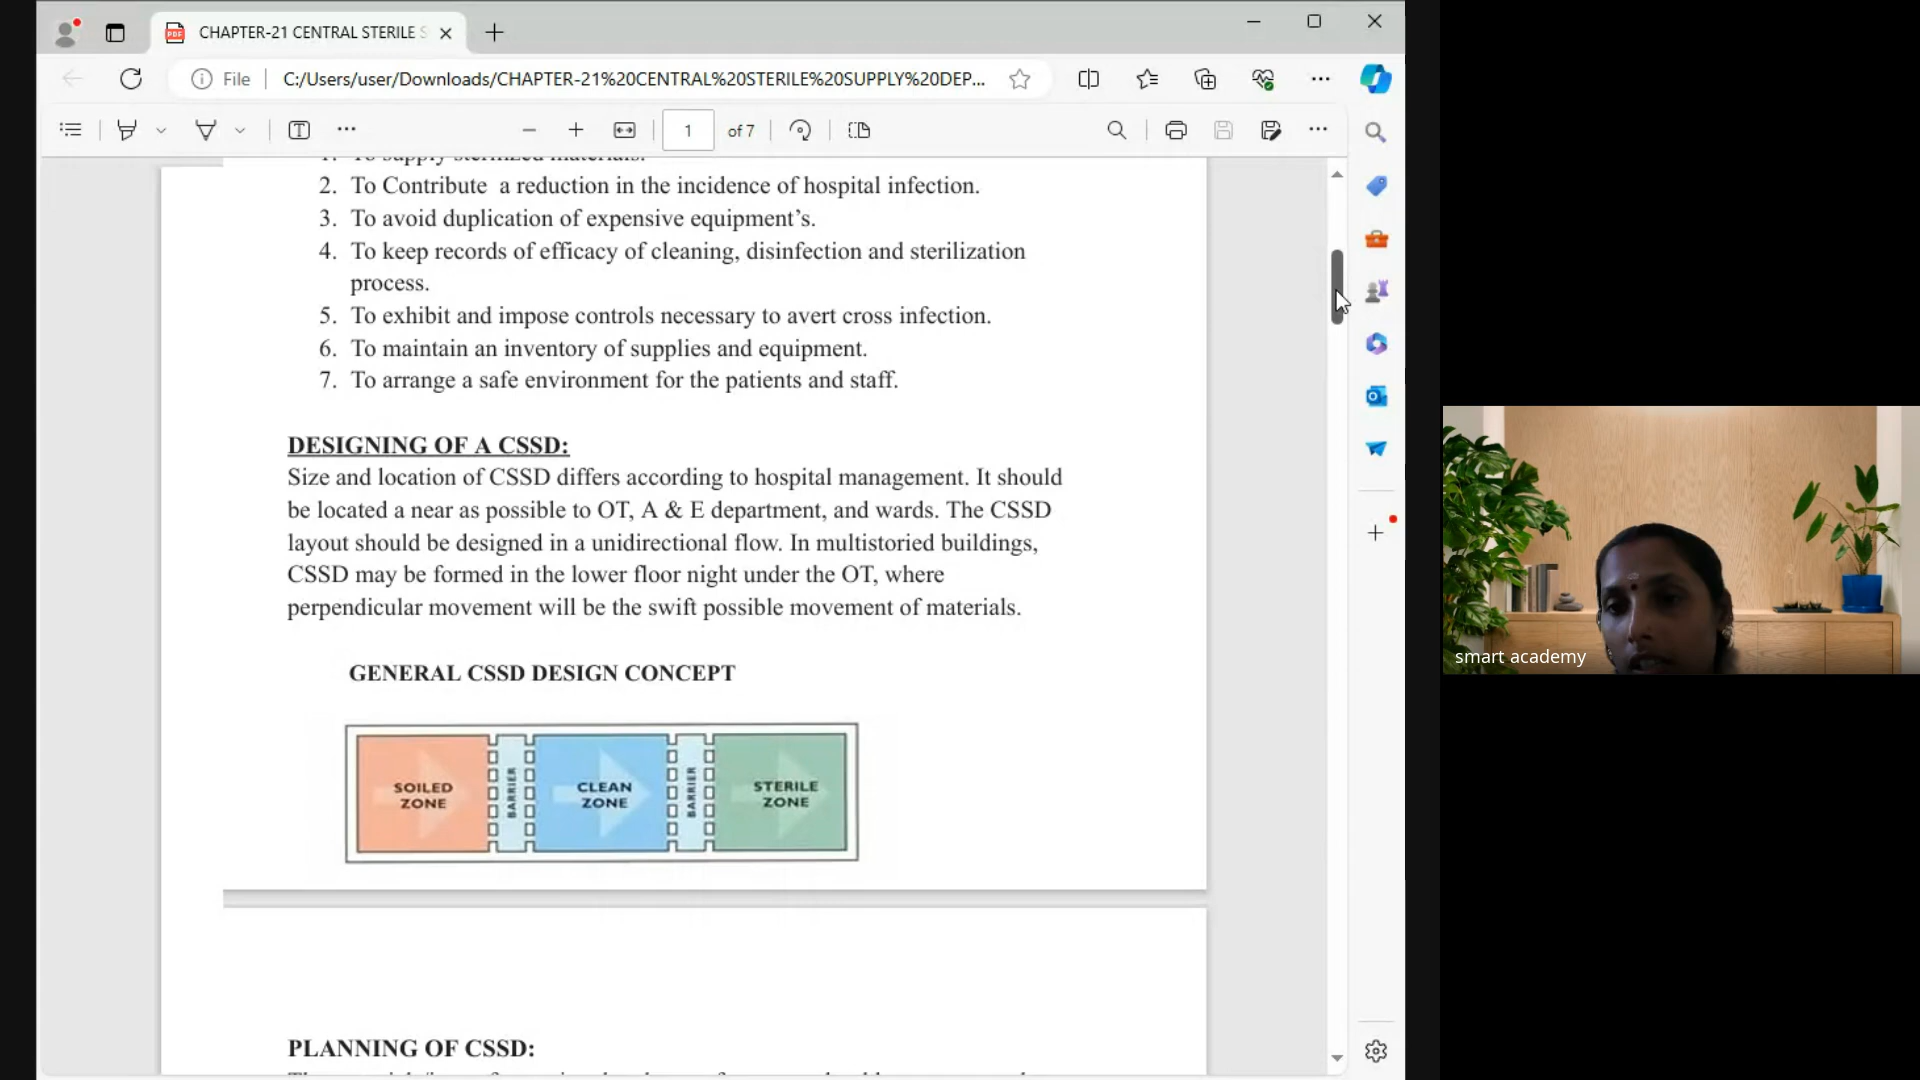 CHAPTER-21 CENTRAL STERILE S
File
C:/Users/user/Downloads/CHAPTER-21%20CENTRAL%20STERILE%20SUPPLY%20DEP...
1 of 7
1. To supply sterilized materials.
2. To Contribute a reduction in the incidence of hospital infection.
3. To avoid duplication of expensive equipment’s.
4. To keep records of efficacy of cleaning, disinfection and sterilization
process.
5. To exhibit and impose controls necessary to avert cross infection.
6. To maintain an inventory of supplies and equipment.
7. To arrange a safe environment for the patients and staff.
DESIGNING OF A CSSD:
Size and location of CSSD differs according to hospital management. It should
be located a near as possible to OT, A & E department, and wards. The CSSD
layout should be designed in a unidirectional flow. In multistoried buildings,
CSSD may be formed in the lower floor night under the OT, where
perpendicular movement will be the swift possible movement of materials.
GENERAL CSSD DESIGN CONCEPT
SOILED
ZONE
BARRIER
CLEAN
ZONE
BARRIER
STERILE
ZONE
PLANNING OF CSSD:
smart academy